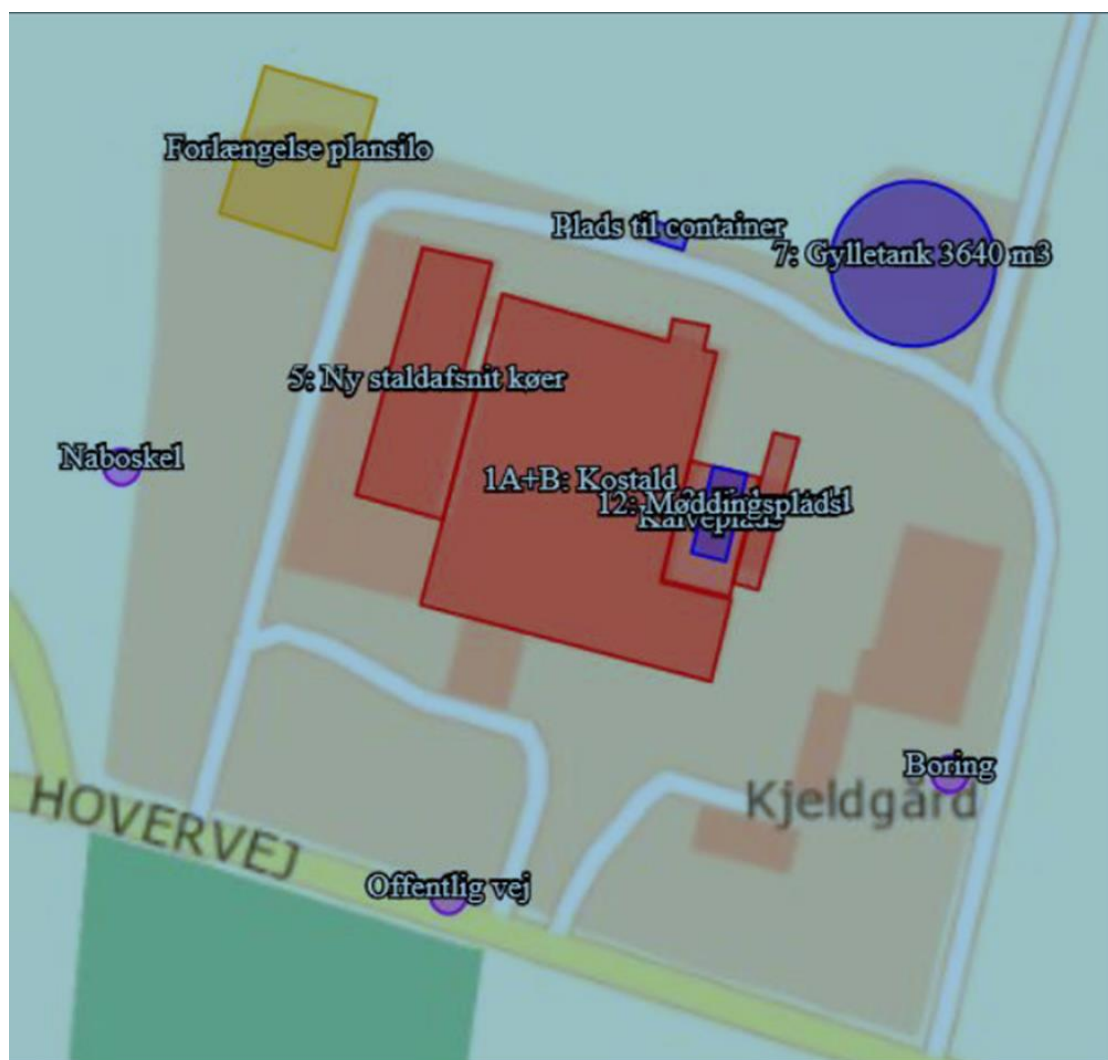 Forlængelse plansilo
Plads til container
7: Gylletank 3640 m3
5: Ny staldafsnit køer
Naboskel
1A+B: Kostald
12: Møddingsplads
Kalveplads
Boring
Kjeldgård
HOVERVEJ
Offentlig vej